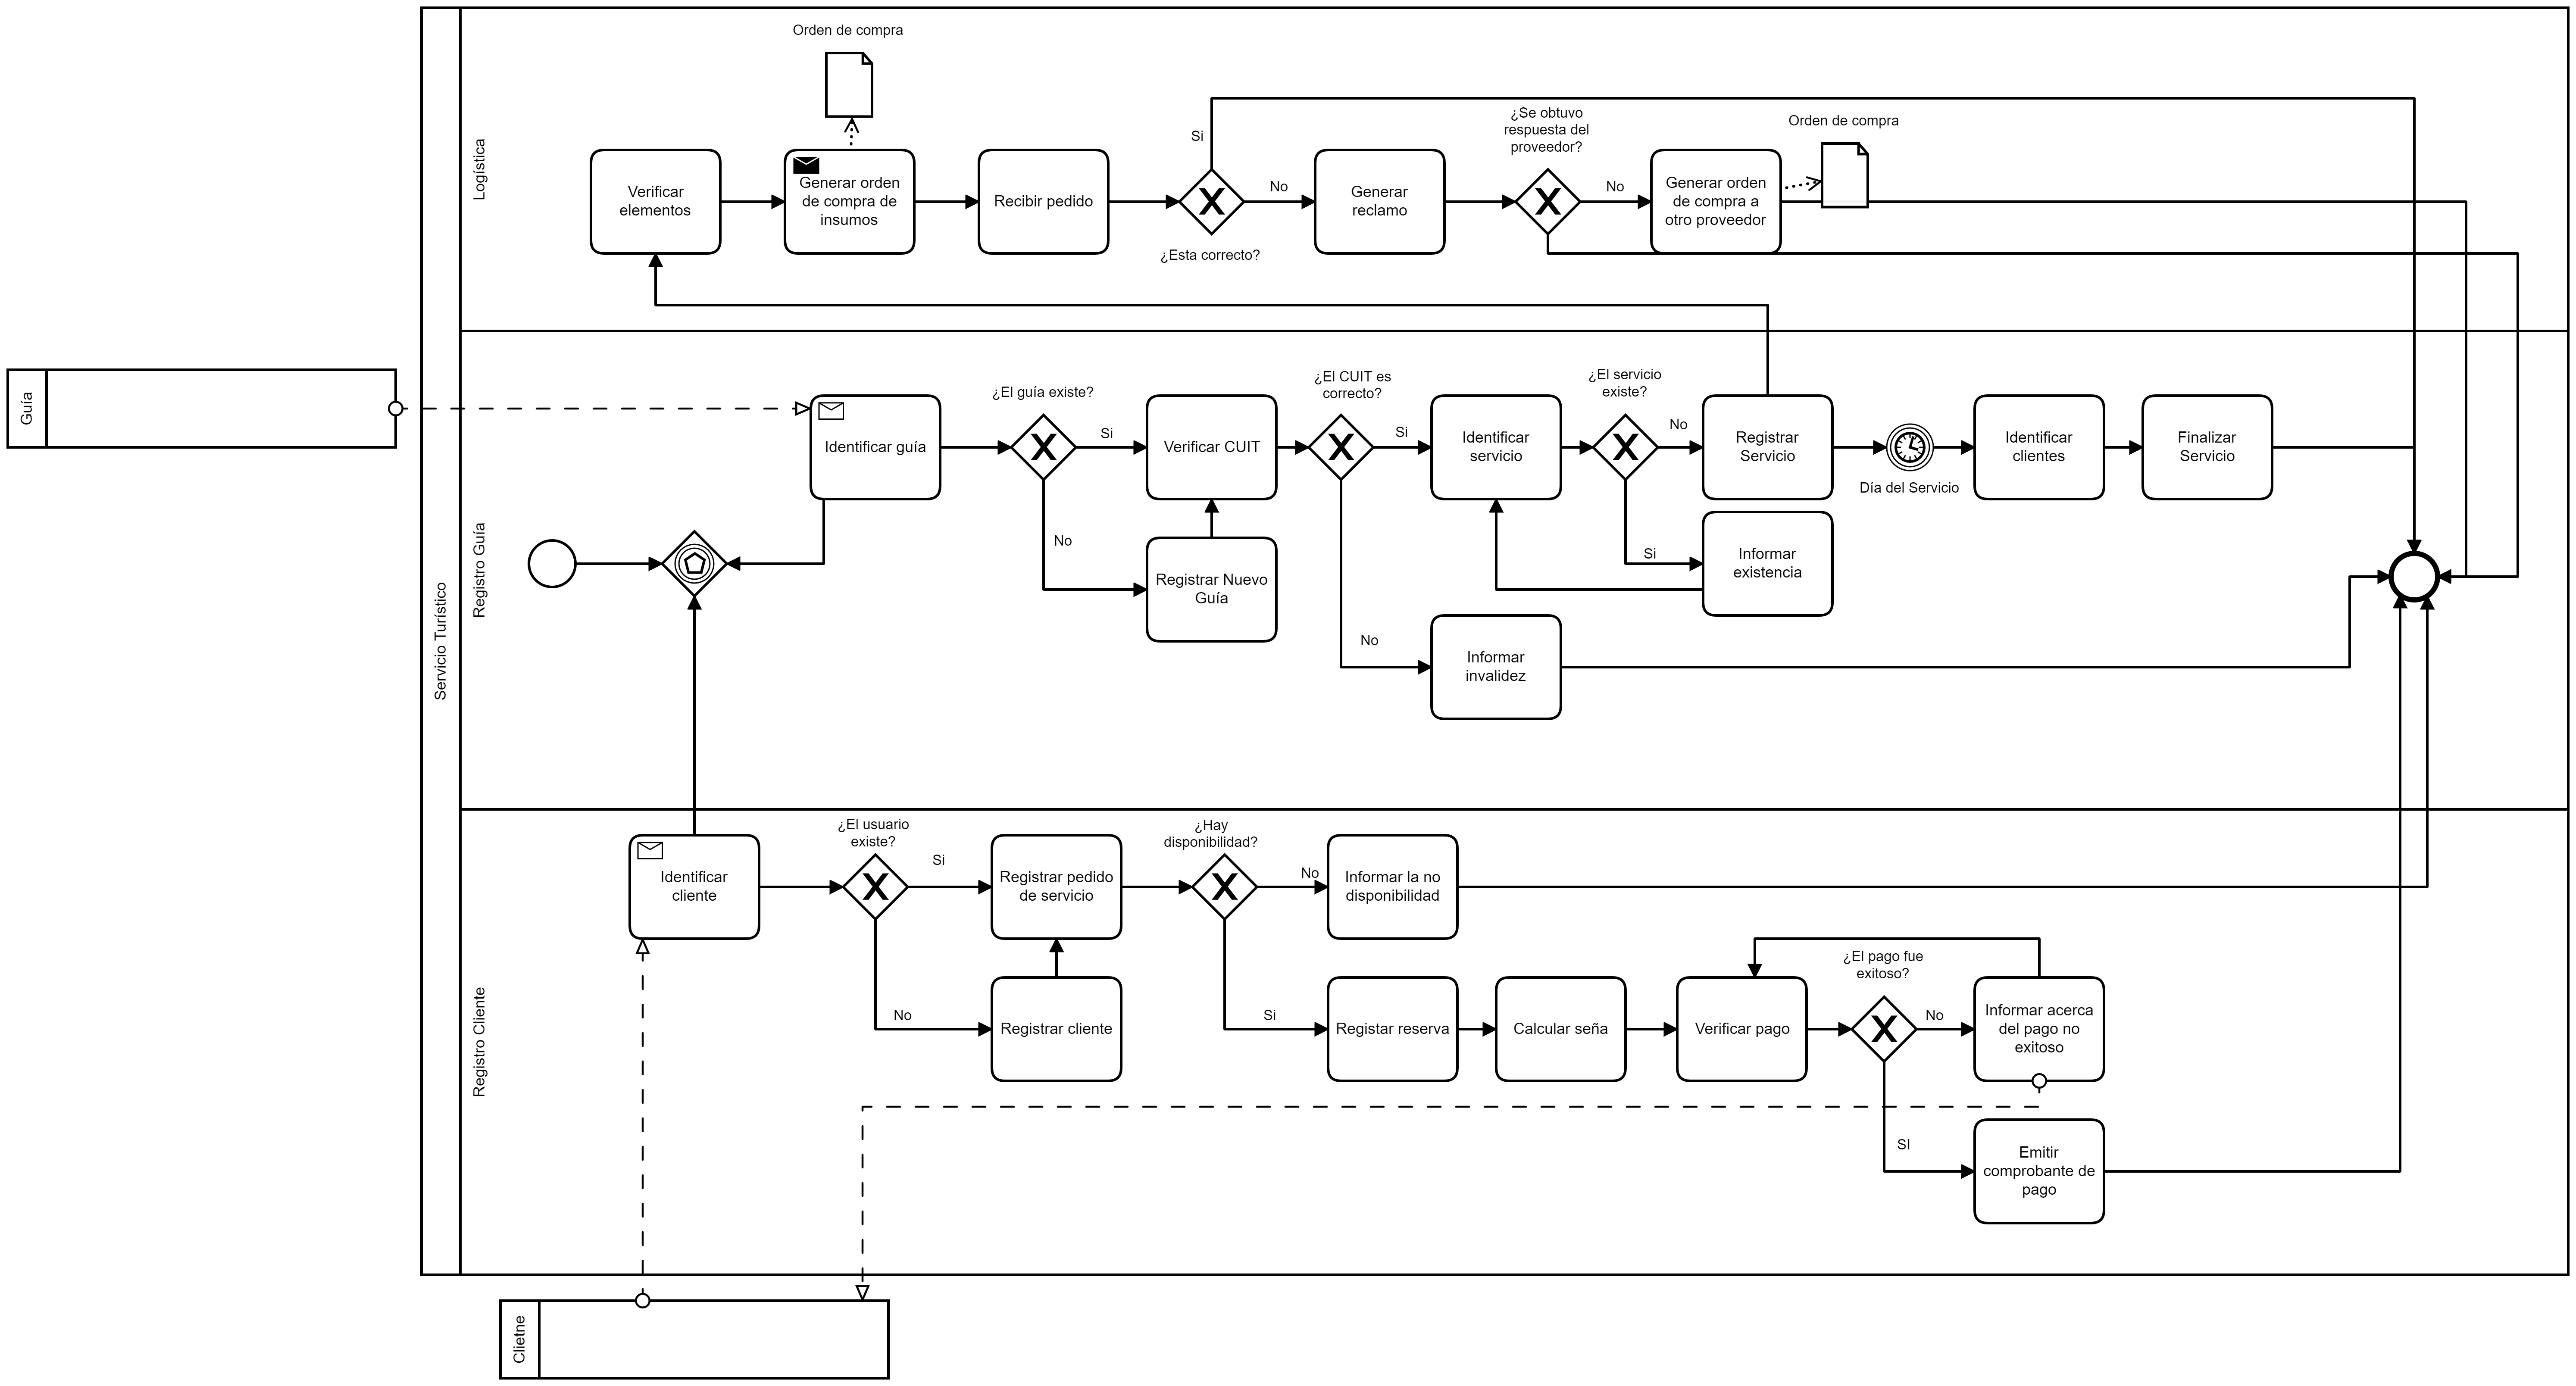 Servicio Turístico
Logística
Orden de compra
Verificar
elementos
Generar orden
de compra de
insumos
Recibir pedido
Si
¿Esta correcto?
No
Generar
reclamo
¿Se obtuvo
respuesta del
proveedor?
No
Generar orden
de compra a
otro proveedor
Orden de compra
Guía
Registro Guía
Identificar guía
¿El guía existe?
Si
No
Verificar CUIT
Registrar Nuevo
Guía
¿El CUIT es
correcto?
Si
No
Identificar
servicio
Informar
invalidez
¿El servicio
existe?
No
Si
Registrar
Servicio
Informar
existencia
Día del Servicio
Identificar
clientes
Finalizar
Servicio
Registro Cliente
Identificar
cliente
¿El usuario
existe?
Si
No
Registrar pedido
de servicio
Registrar cliente
¿Hay
disponibilidad?
No
Si
Informar la no
disponibilidad
Registar reserva
Calcular seña
Verificar pago
¿El pago fue
exitoso?
No
SI
Informar acerca
del pago no
exitoso
Emitir
comprobante de
pago
Clietne